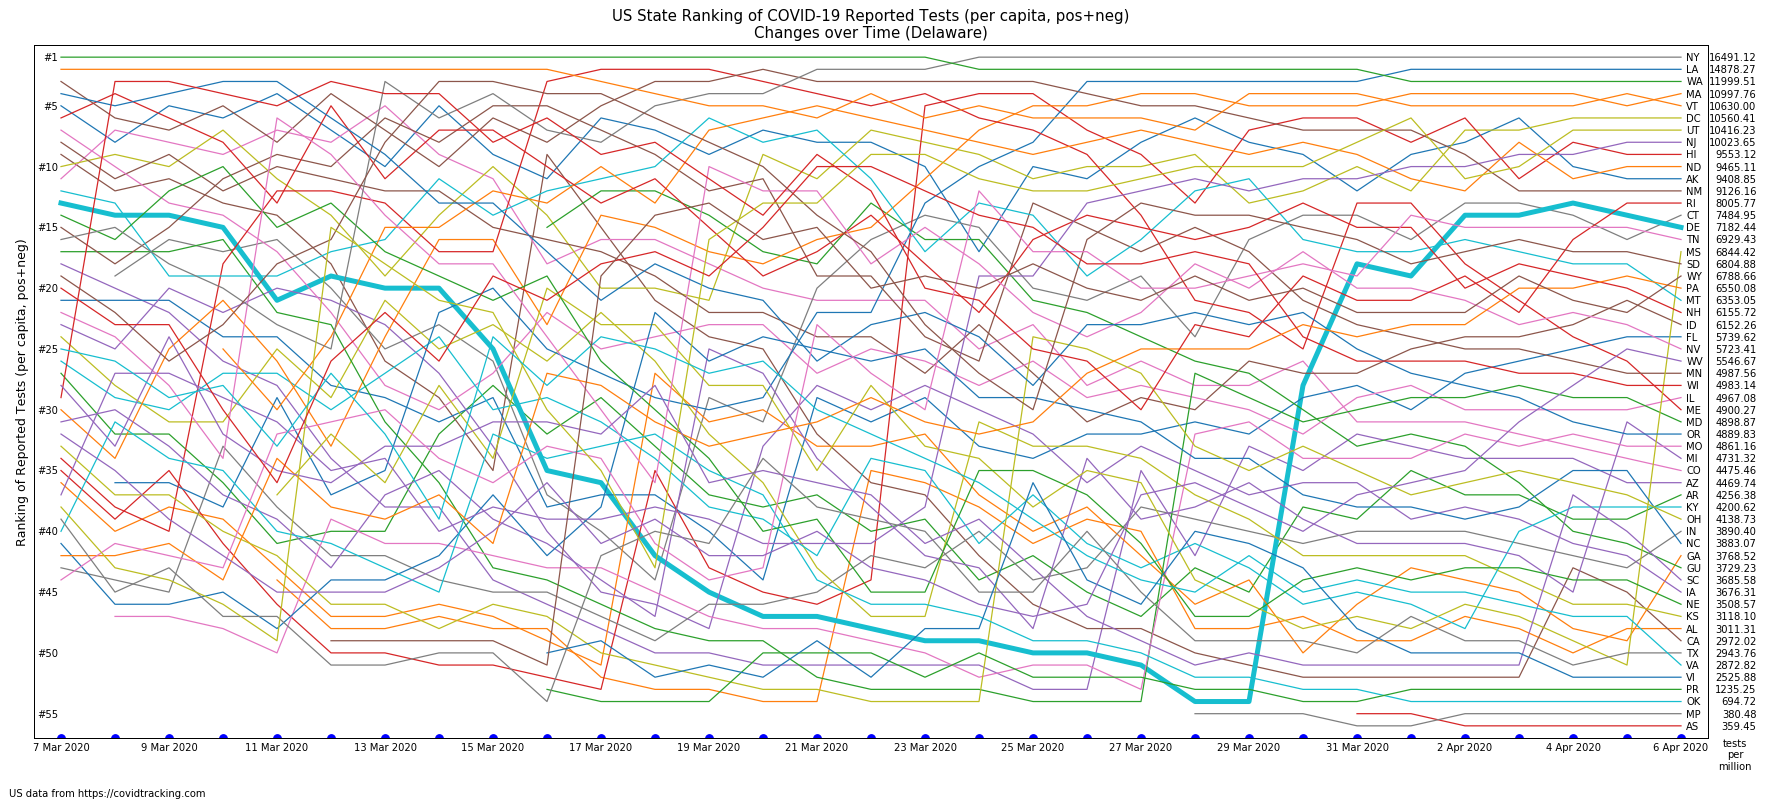 US State Ranking of COVID-19 Reported Tests (per capita, pos+neg)
Changes over Time (Delaware)
Ranking of Reported Tests (per capita, pos+neg)
#1
#5
#10
#15
#20
#25
#30
#35
#40
#45
#50
#55
NY 16491.12
LA 14878.27
WA 11999.51
MA 10997.76
VT 10630.00
DC 10560.41
UT 10416.23
NJ 10023.65
HI 9553.12
ND 9465.11
AK 9408.85
NM 9126.16
RI 8005.77
CT 7484.95
DE 7182.44
TN 6929.43
MS 6844.42
SD 6804.88
WY 6788.66
PA 6550.08
MT 6353.05
NH 6155.72
ID 6152.26
FL 5739.62
NV 5723.41
WV 5546.67
MN 4987.56
WI 4983.14
IL 4967.08
ME 4900.27
MD 4898.87
OR 4889.83
MO 4861.16
MI 4731.32
CO 4475.46
AZ 4469.74
AR 4256.38
KY 4200.62
OH 4138.73
IN 3890.40
NC 3883.07
GA 3768.52
GU 3729.23
SC 3685.58
IA 3676.31
NE 3508.57
KS 3118.10
AL 3011.31
CA 2972.02
TX 2943.76
VA 2872.82
VI 2525.88
PR 1235.25
OK 694.72
MP 380.48
AS 359.45
7 Mar 2020 9 Mar 2020 11 Mar 2020 13 Mar 2020 15 Mar 2020 17 Mar 2020 19 Mar 2020 21 Mar 2020 23 Mar 2020 25 Mar 2020 27 Mar 2020 29 Mar 2020 31 Mar 2020 2 Apr 2020 4 Apr 2020 6 Apr 2020
tests
per
million
US data from https://covidtracking.com